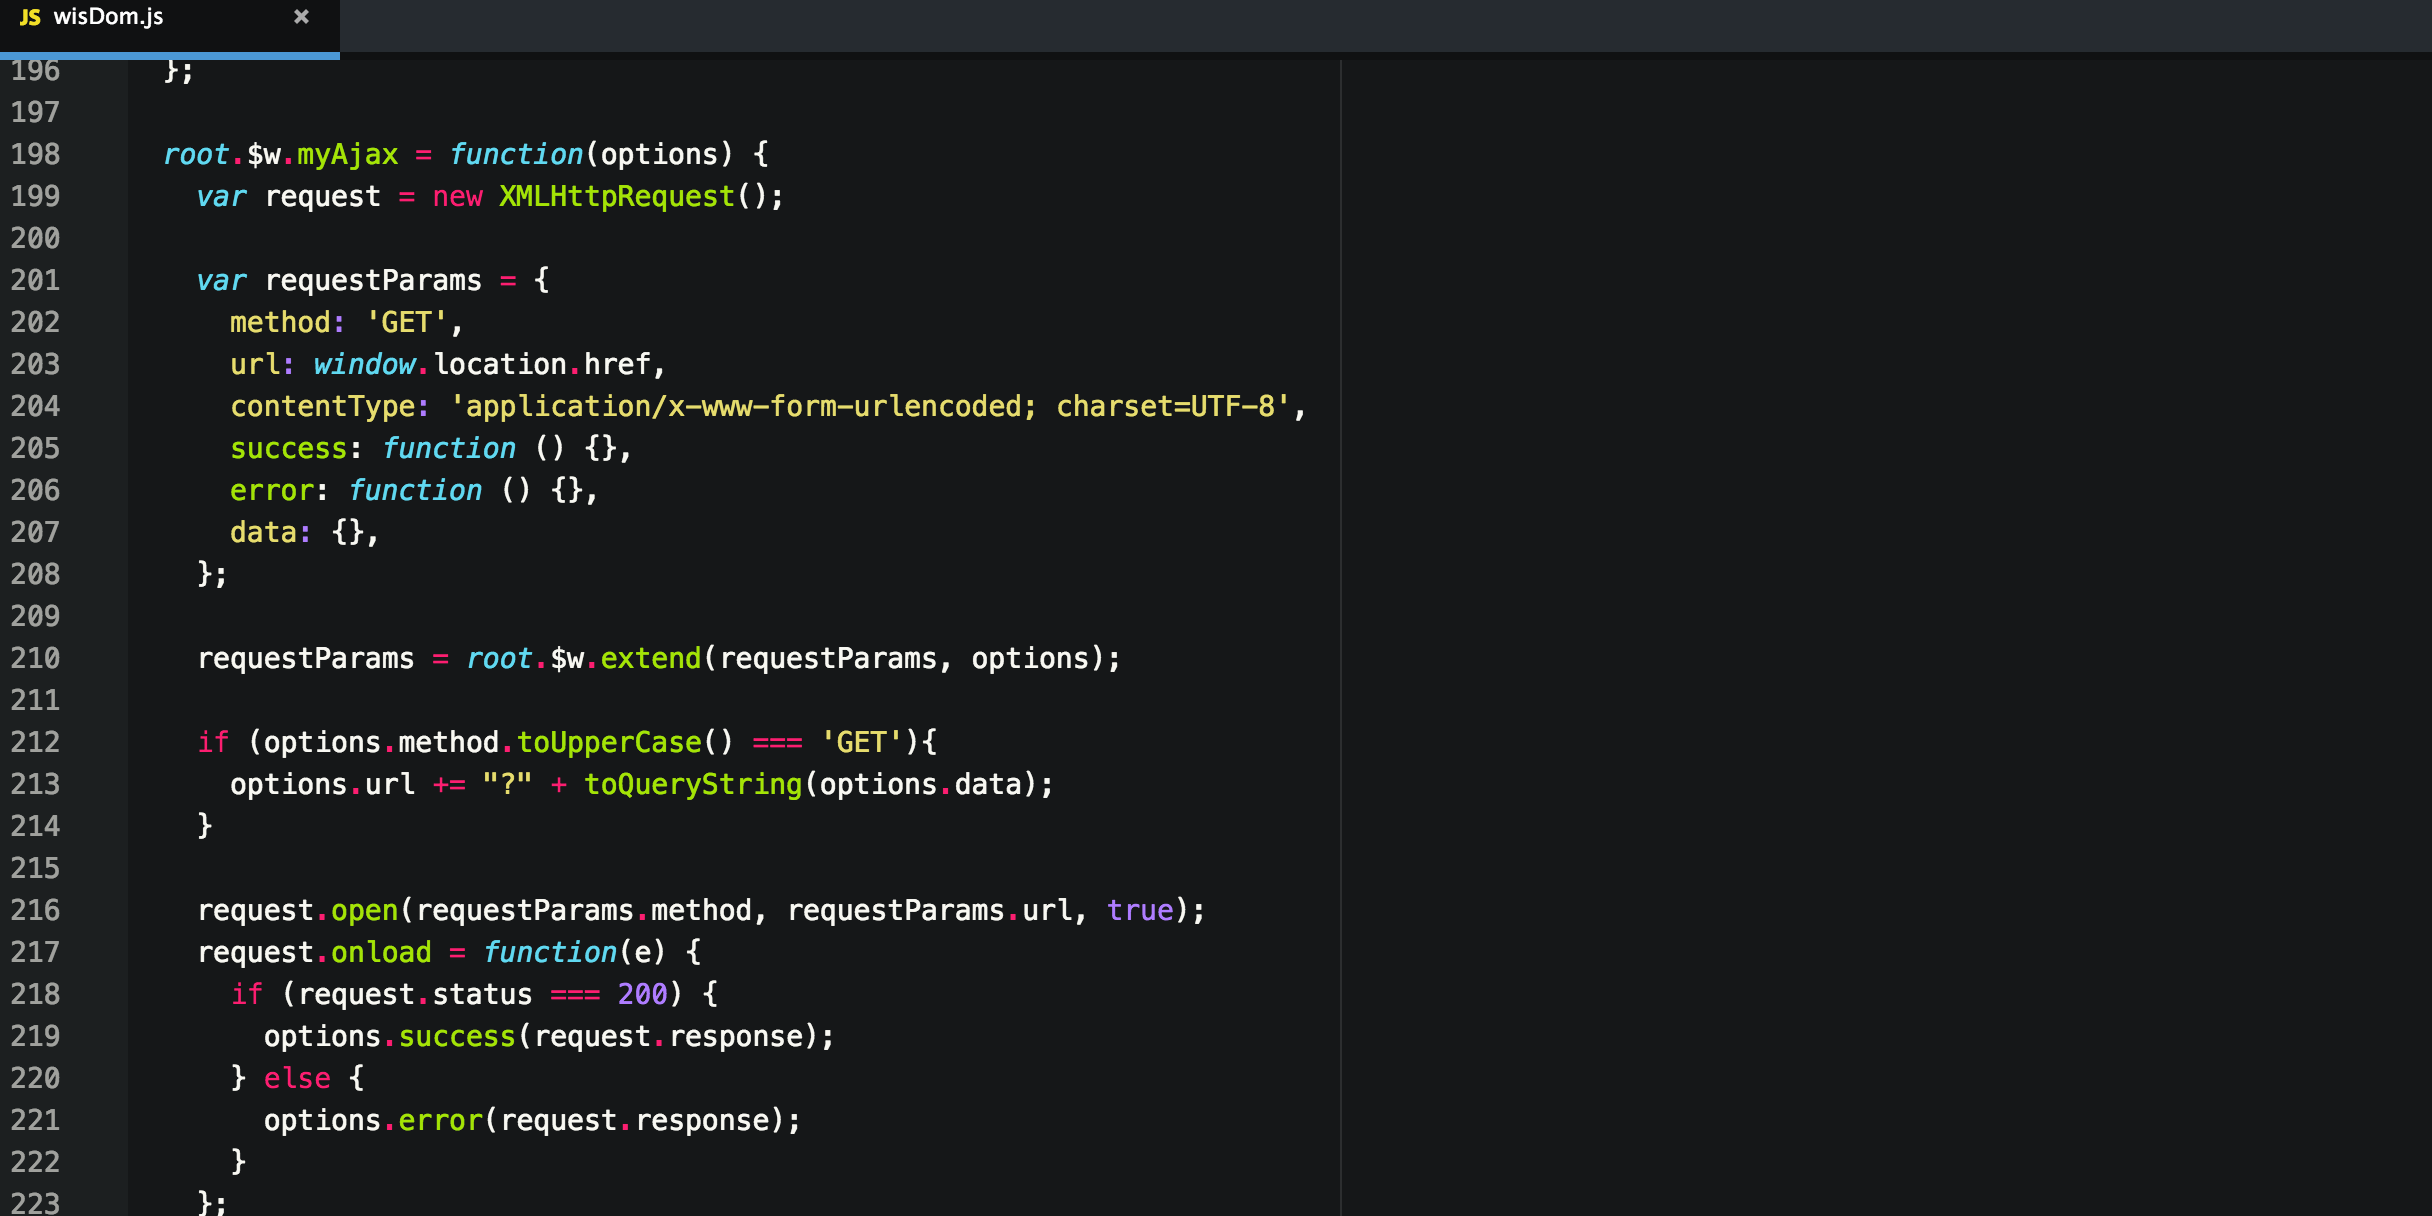 JS wisDom.js ×
196 };
197
198 root.$w.myAjax = function(options) {
199 var request = new XMLHttpRequest();
200
201 var requestParams = {
202 method: 'GET',
203 url: window.location.href,
204 contentType: 'application/x-www-form-urlencoded; charset=UTF-8',
205 success: function () {},
206 error: function () {},
207 data: {},
208 };
209
210 requestParams = root.$w.extend(requestParams, options);
211
212 if (options.method.toUpperCase() === 'GET'){
213 options.url += "?" + toQueryString(options.data);
214 }
215
216 request.open(requestParams.method, requestParams.url, true);
217 request.onload = function(e) {
218 if (request.status === 200) {
219 options.success(request.response);
220 } else {
221 options.error(request.response);
222 }
223 };